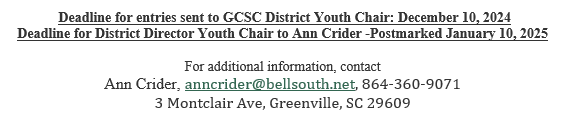 Deadline for entries sent to GCSC District Youth Chair: December 10, 2024
Deadline for District Director Youth Chair to Ann Crider -Postmarked January 10, 2025
For additional information, contact
Ann Crider, anncrider@bellsouth.net, 864-360-9071
3 Montclair Ave, Greenville, SC 29609